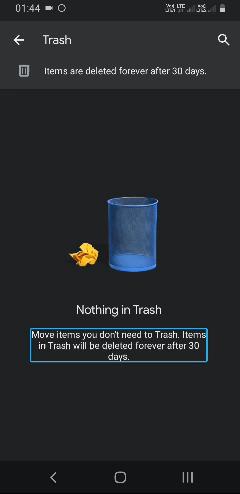 01:44
Trash
Items are deleted forever after 30 days.
Nothing in Trash
Move items you don't need to Trash. Items
in Trash will be deleted forever after 30
days.